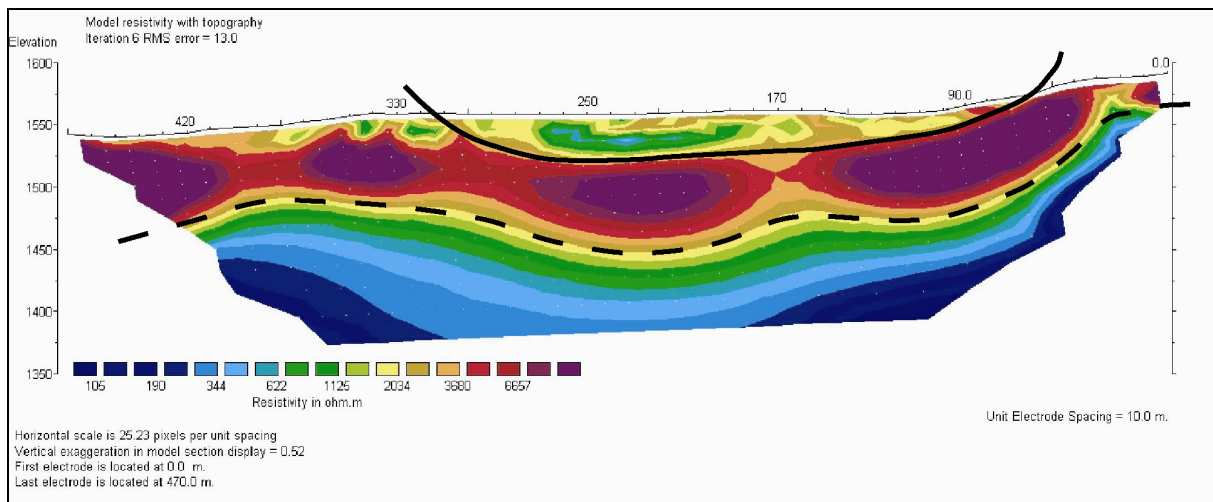 Model resistivity with topography
Iteration 6 RMS error = 13.0
Elevation
1600
0.0
90.0
170
250
330
420
1550
1500
1450
1400
1350
105 190 344 622 1125 2034 3680 6657
Resistivity in ohm.m
Unit Electrode Spacing = 10.0 m.
Horizontal scale is 25.23 pixels per unit spacing
Vertical exaggeration in model section display = 0.52
First electrode is located at 0.0 m.
Last electrode is located at 470.0 m.